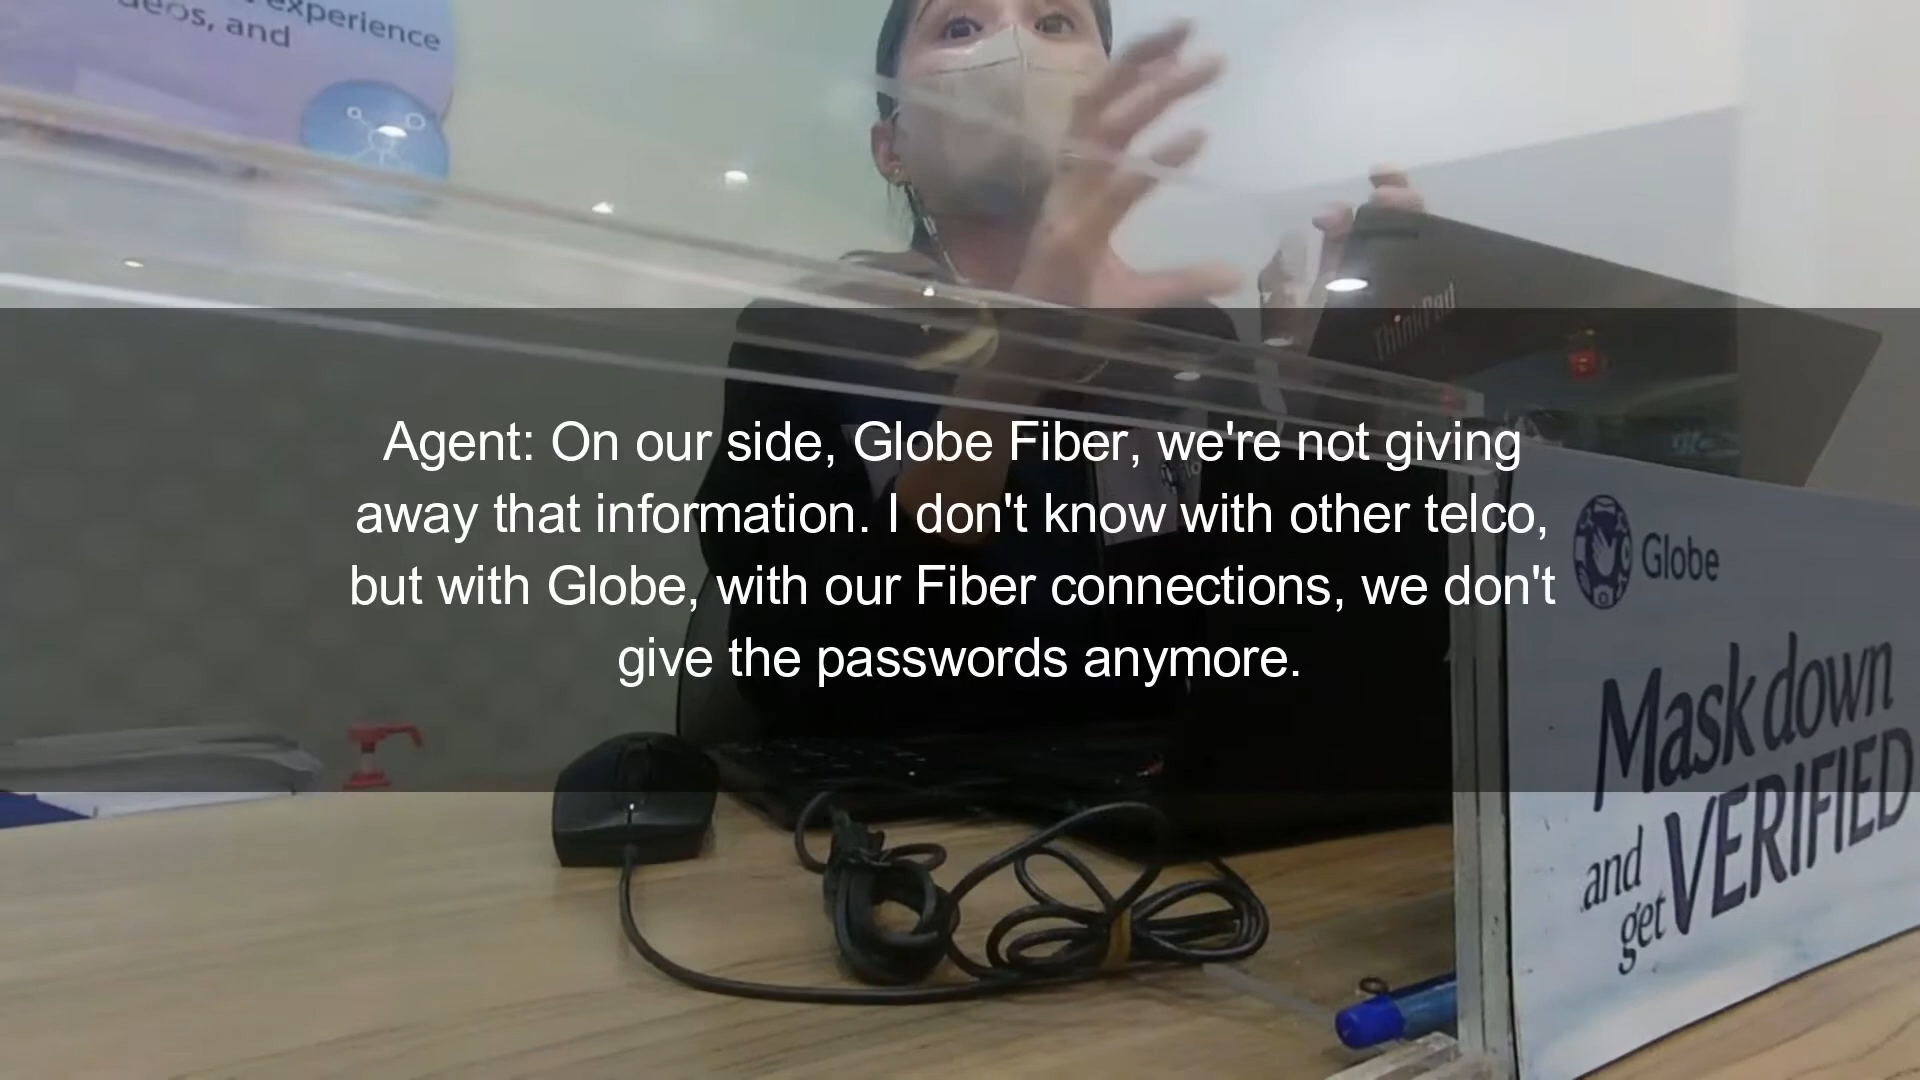 experience
and
ThinkPad
Agent: On our side, Globe Fiber, we're not giving
away that information. I don't know with other telco,
but with Globe, with our Fiber connections, we don't
give the passwords anymore.
Globe
Mask down
and
get VERIFIED